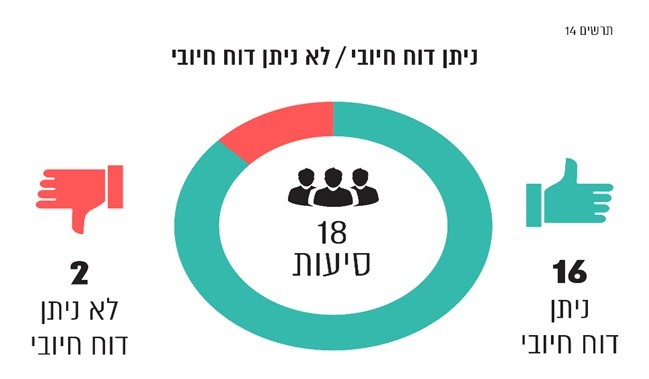 תרשים 14
ניתן דוח חיובי / לא ניתן דוח חיובי
18
סיעות
16
ניתן
דוח חיובי
2
לא ניתן
דוח חיובי